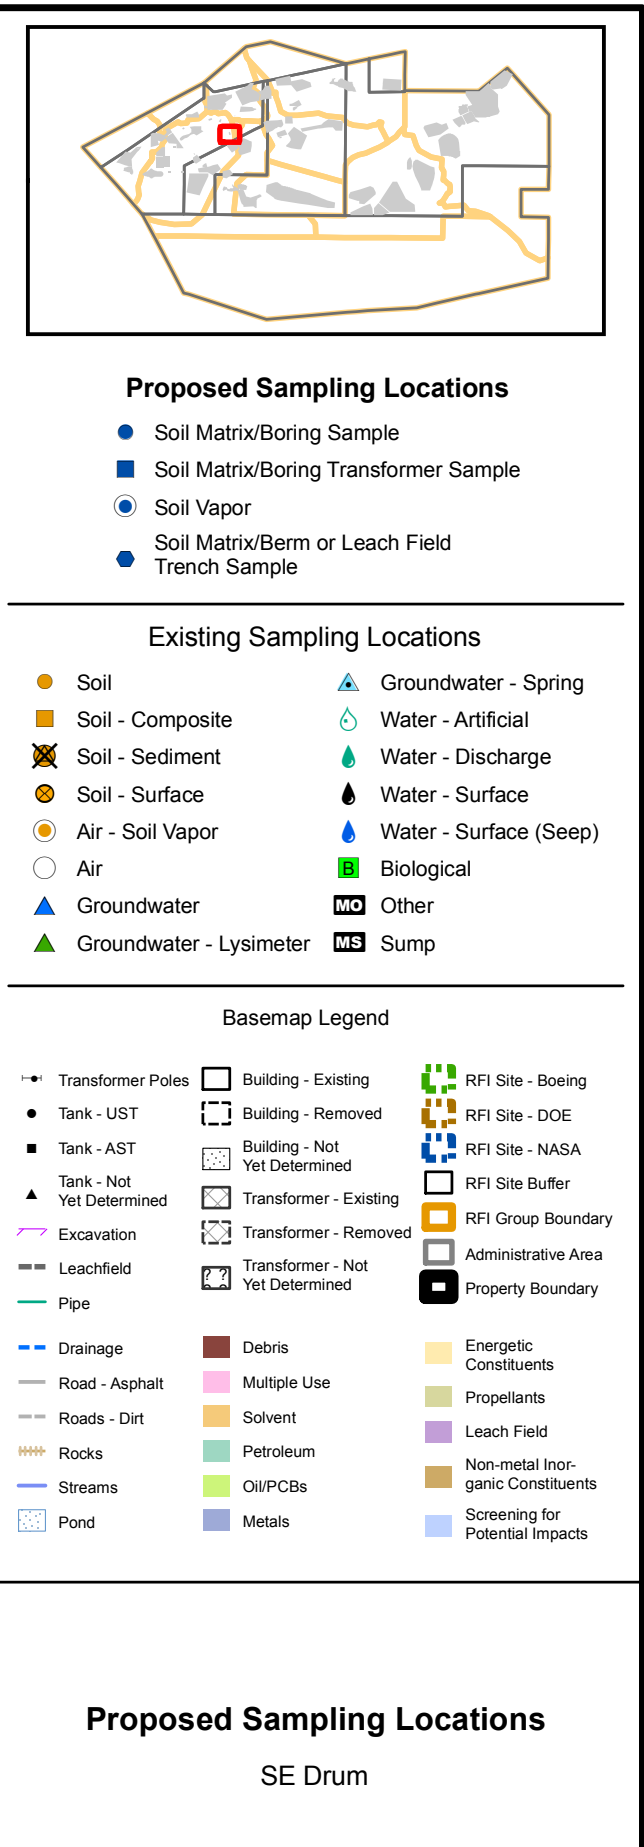 Proposed Sampling Locations
Soil Matrix/Boring Sample
Soil Matrix/Boring Transformer Sample
Soil Vapor
Soil Matrix/Berm or Leach Field
Trench Sample
Existing Sampling Locations
Soil
Soil - Composite
Soil - Sediment
Soil - Surface
Air - Soil Vapor
Air
Groundwater
Groundwater - Lysimeter
Groundwater - Spring
Water - Artificial
Water - Discharge
Water - Surface
Water - Surface (Seep)
B Biological
MO Other
MS Sump
Basemap Legend
Transformer Poles
Tank - UST
Tank - AST
Tank - Not
Yet Determined
Excavation
Leachfield
Pipe
Drainage
Road - Asphalt
Roads - Dirt
Rocks
Streams
Pond
Building - Existing
Building - Removed
Building - Not
Yet Determined
Transformer - Existing
Transformer - Removed
? ? Transformer - Not
Yet Determined
Debris
Multiple Use
Solvent
Petroleum
Oil/PCBs
Metals
RFI Site - Boeing
RFI Site - DOE
RFI Site - NASA
RFI Site Buffer
RFI Group Boundary
Administrative Area
Property Boundary
Energetic
Constituents
Propellants
Leach Field
Non-metal Inor-
ganic Constituents
Screening for
Potential Impacts
Proposed Sampling Locations
SE Drum